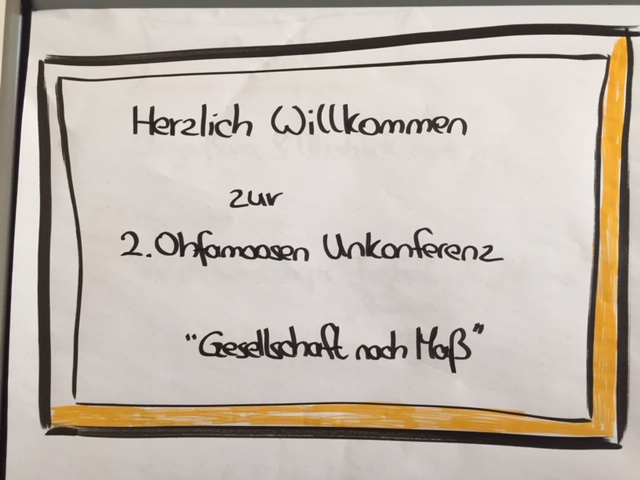 Herzlich Willkommen
zur
2. Ohfamoosen Unkonferenz
"Gesellschaft nach Maß"